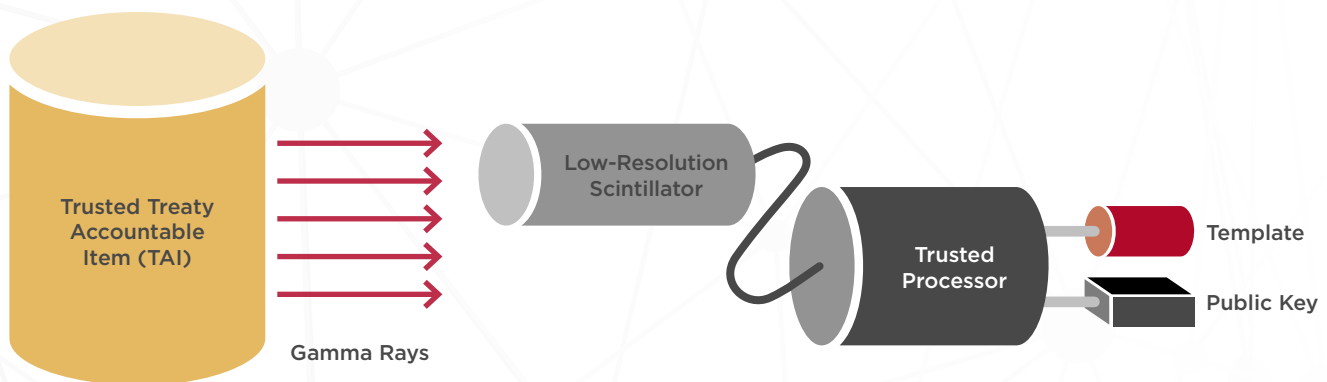 Trusted Treaty
Accountable
Item (TAI)
Gamma Rays
Low-Resolution
Scintillator
Trusted
Processor
Template
Public Key